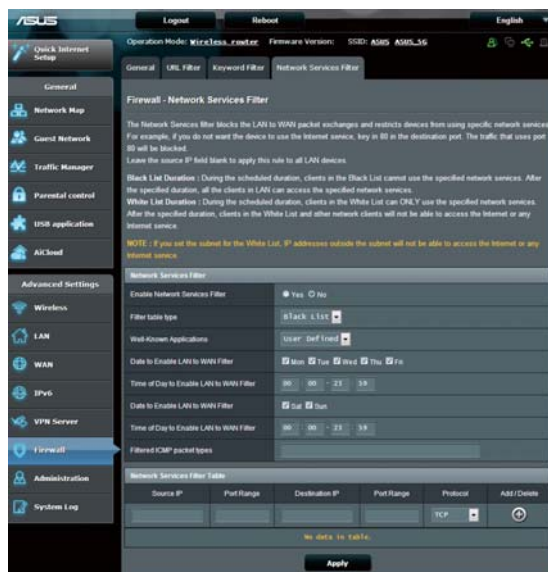 ASUS
Logout
Reboot
English
Quick Internet
Setup
Operation Mode: Wireless router Firmware Version: SSID: ASUS ASUS_5G
General
URL Filter
Keyword Filter
Network Services Filter
General
Network Map
Guest Network
Traffic Manager
Parental control
USB application
AiCloud
Advanced Settings
Wireless
LAN
WAN
IPv6
VPN Server
Firewall
Administration
System Log
Firewall - Network Services Filter
The Network Services filter blocks the LAN to WAN packet exchanges and restricts devices from using specific network services.
For example, if you do not want the device to use the Internet service, key in 80 in the destination port. The traffic that uses port
80 will be blocked.
Leave the source IP field blank to apply this rule to all LAN devices.
Black List Duration : During the scheduled duration, clients in the Black List cannot use the specified network services. After
the specified duration, all the clients in LAN can access the specified network services.
White List Duration : During the scheduled duration, clients in the White List can ONLY use the specified network services.
After the specified duration, clients in the White List and other network clients will not be able to access the Internet or any
Internet service.
NOTE : If you set the subnet for the White List, IP addresses outside the subnet will not be able to access the Internet or any
Internet service.
Network Services Filter
Enable Network Services Filter Yes No
Filter table type Black List
Well-Known Applications User Defined
Date to Enable LAN to WAN Filter Mon Tue Wed Thu Fri
Time of Day to Enable LAN to WAN Filter 00 : 00 - 23 : 59
Date to Enable LAN to WAN Filter Sat Sun
Time of Day to Enable LAN to WAN Filter 00 : 00 - 23 : 59
Filtered ICMP packet types
Network Services Filter Table
Source IP Port Range Destination IP Port Range Protocol Add / Delete
TCP
No data in table.
Apply